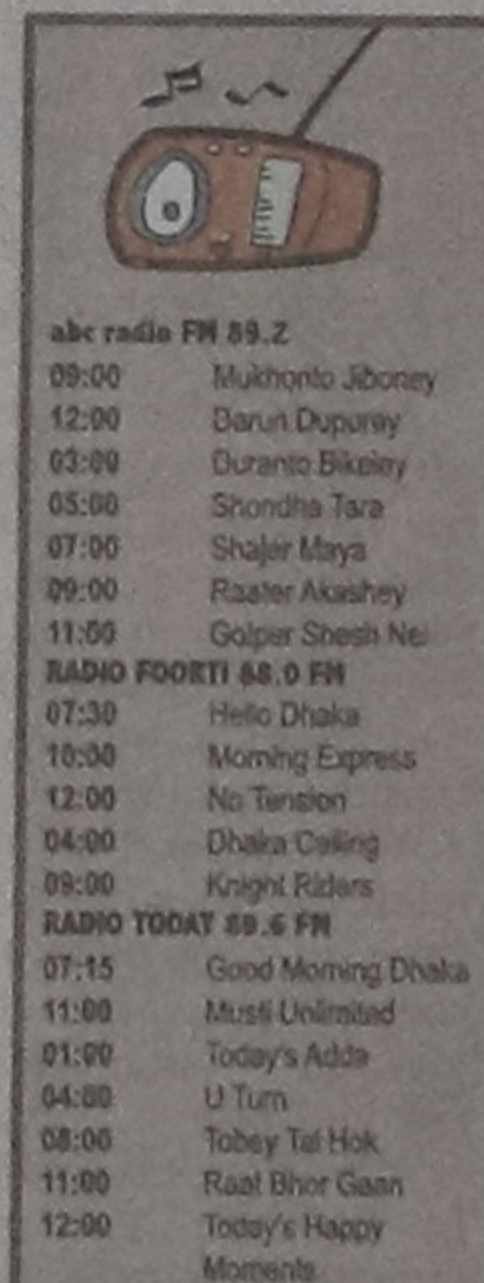 abc radio FM 89.2
09:00 Mukhonto Jiboney
12:00 Darun Dupurey
03:00 Duranto Bikeley
05:00 Shondha Tara
07:00 Shajer Maya
09:00 Raater Akashey
11:00 Golper Shesh Nei
RADIO FOORTI 88.0 FM
07:30 Hello Dhaka
10:00 Morning Express
12:00 No Tension
04:00 Dhaka Calling
09:00 Knight Riders
RADIO TODAY 89.6 FM
07:15 Good Morning Dhaka
11:00 Musti Unlimited
01:00 Today's Adda
04:00 U Turn
08:00 Tobey Tai Hok
11:00 Raat Bhor Gaan
12:00 Today's Happy
Moments